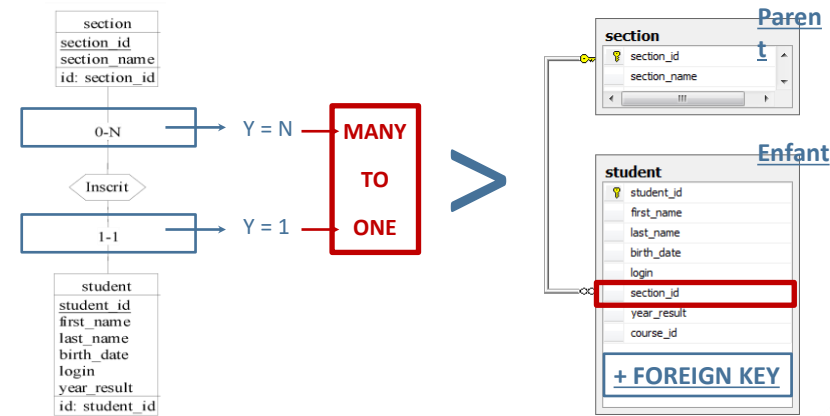 section
section_id
section_name
id: section_id
0-N
Inscrit
1-1
student
student_id
first_name
last_name
birth_date
login
year_result
id: student_id
Y = N
Y = 1
MANY
TO
ONE
>
Paren
t
section
section_id
section_name
Enfant
student
student_id
first_name
last_name
birth_date
login
section_id
year_result
course_id
+ FOREIGN KEY